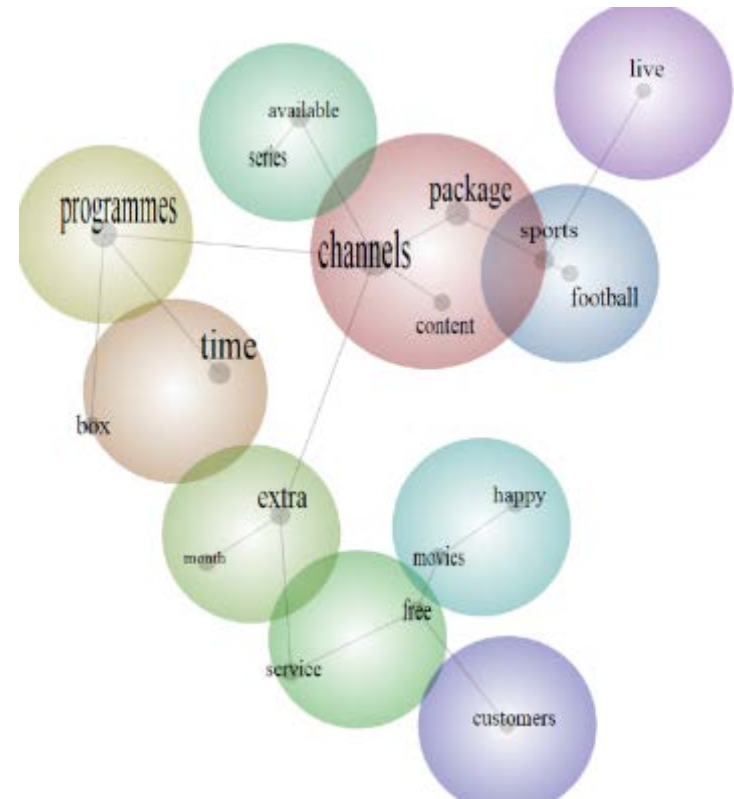 live
available
series
package
programmes
sports
channels
football
content
time
box
happy
extra
movies
month
free
service
customers